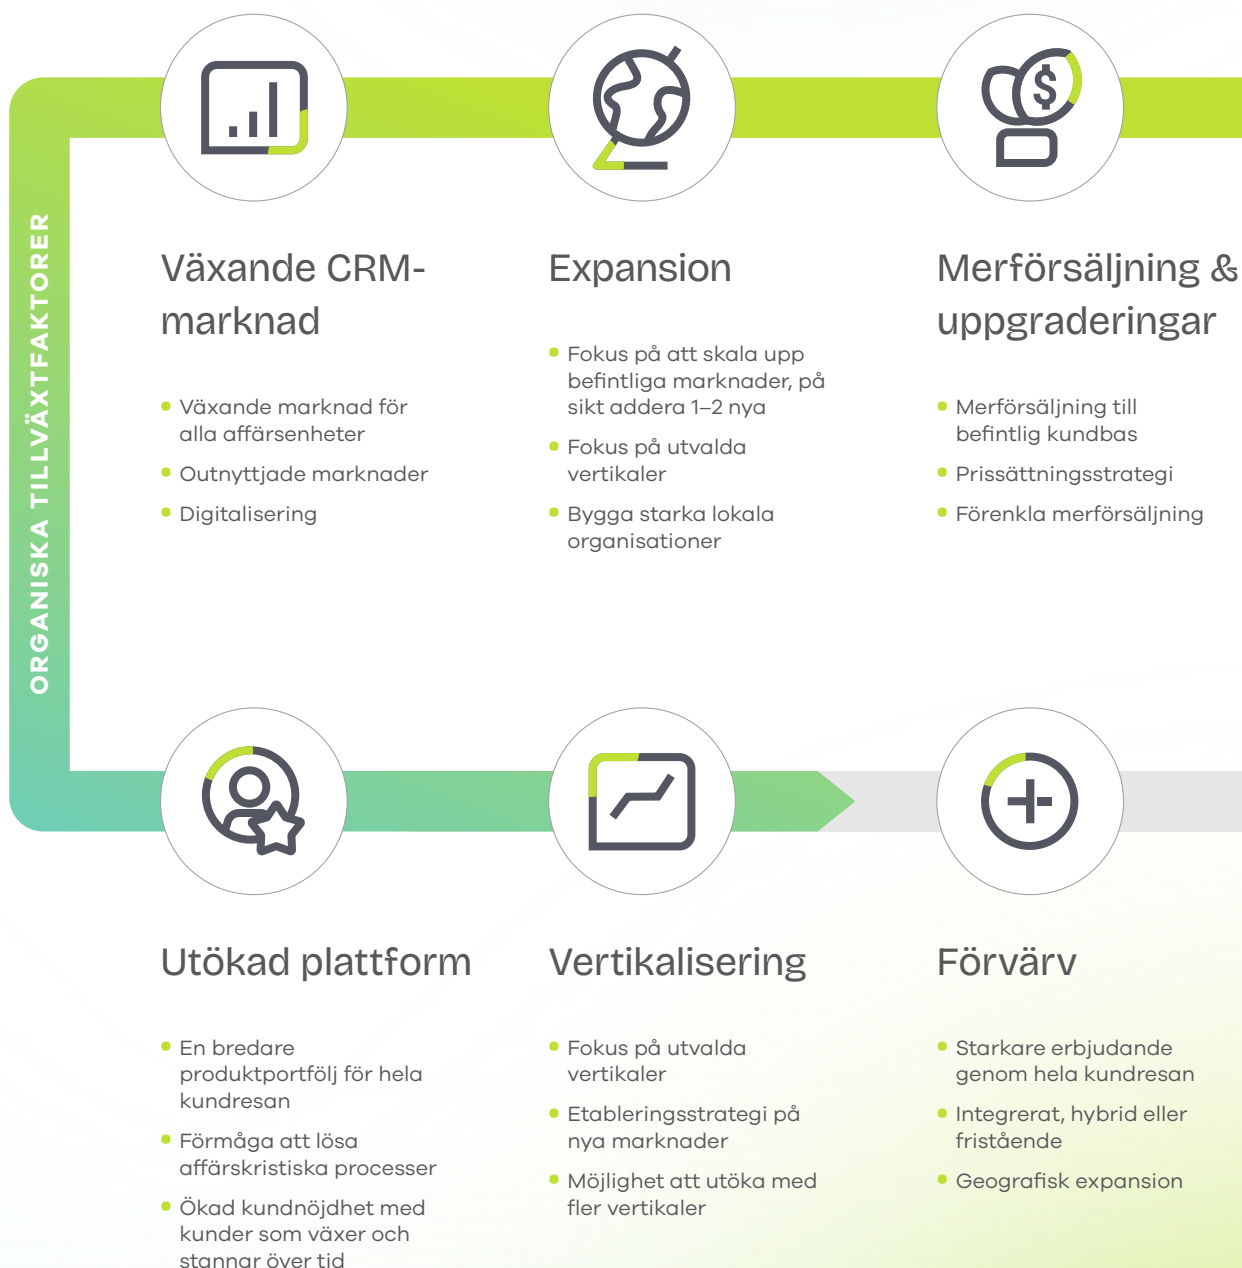 ORGANISKA TILLVÄXTFAKTORER
Växande CRM-
marknad
Växande marknad för
alla affärsenheter
Outnyttjade marknader
Digitalisering
Expansion
Fokus på att skala upp
befintliga marknader, på
sikt addera 1–2 nya
Fokus på utvalda
vertikaler
Bygga starka lokala
organisationer
Merförsäljning &
uppgraderingar
Merförsäljning till
befintlig kundbas
Prissättningsstrategi
Förenkla merförsäljning
Utökad plattform
En bredare
produktportfölj för hela
kundresan
Förmåga att lösa
affärskristiska processer
Ökad kundnöjdhet med
kunder som växer och
stannar över tid
Vertikalisering
Fokus på utvalda
vertikaler
Etableringsstrategi på
nya marknader
Möjlighet att utöka med
fler vertikaler
Förvärv
Starkare erbjudande
genom hela kundresan
Integrerat, hybrid eller
fristående
Geografisk expansion